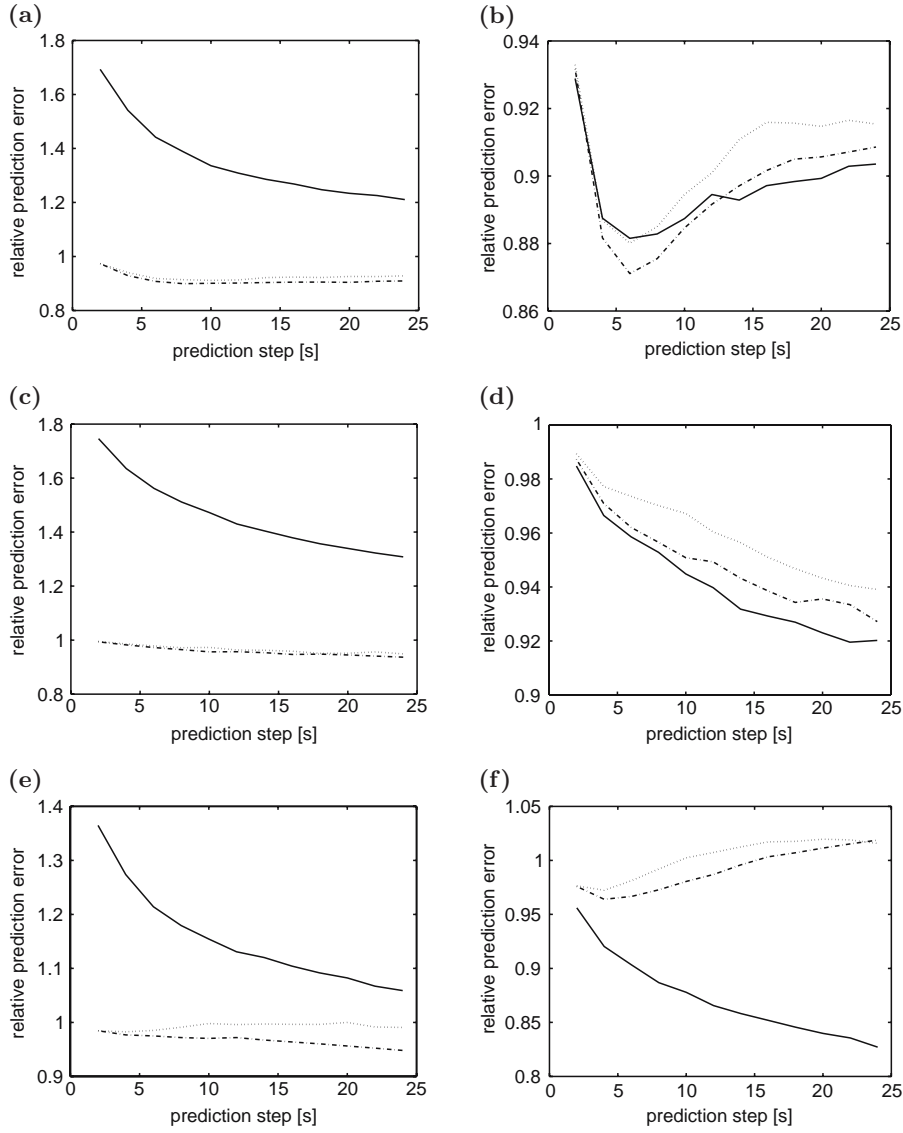 (a)
1.8
1.6
1.4
1.2
1
0.8
0 5 10 15 20 25
relative prediction error
prediction step [s]
(b)
0.94
0.92
0.9
0.88
0.86
0 5 10 15 20 25
relative prediction error
prediction step [s]
(c)
1.8
1.6
1.4
1.2
1
0.8
0 5 10 15 20 25
relative prediction error
prediction step [s]
(d)
1
0.98
0.96
0.94
0.92
0.9
0 5 10 15 20 25
relative prediction error
prediction step [s]
(e)
1.4
1.3
1.2
1.1
1
0.9
0 5 10 15 20 25
relative prediction error
prediction step [s]
(f)
1.05
1
0.95
0.9
0.85
0.8
0 5 10 15 20 25
relative prediction error
prediction step [s]